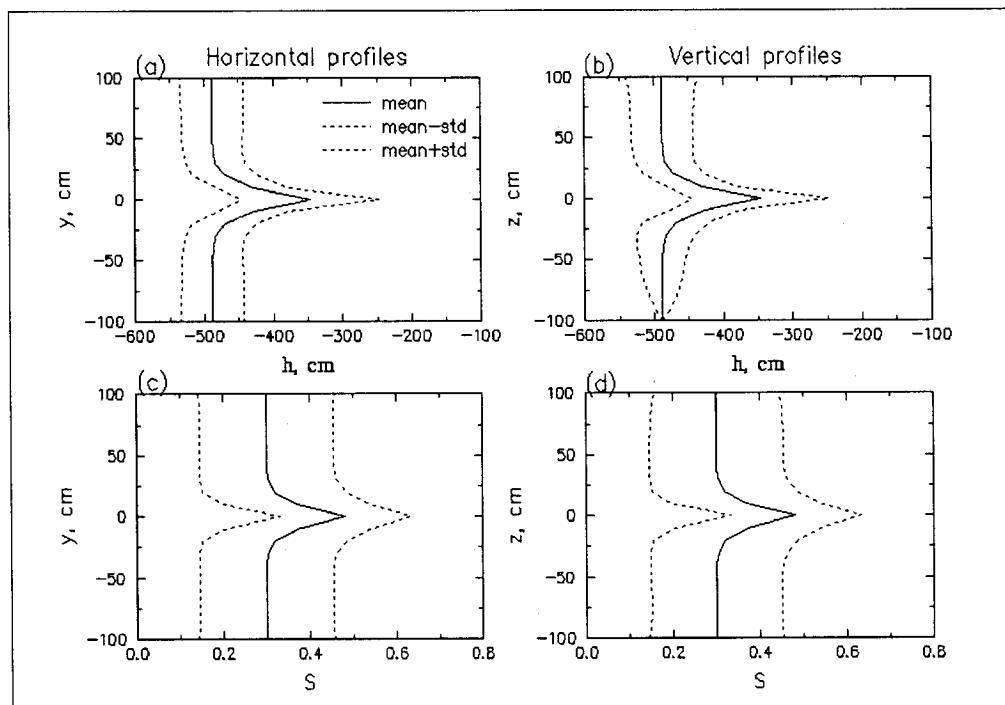 (a) Horizontal profiles
(b) Vertical profiles
100
50
0
-50
-100
y, cm
mean
mean-std
mean+std
-600 -500 -400 -300 -200 -100
h, cm
100
50
0
-50
-100
z, cm
-600 -500 -400 -300 -200 -100
h, cm
(c)
100
50
0
-50
-100
y, cm
0.0 0.2 0.4 0.6 0.8
S
(d)
100
50
0
-50
-100
z, cm
0.0 0.2 0.4 0.6 0.8
S